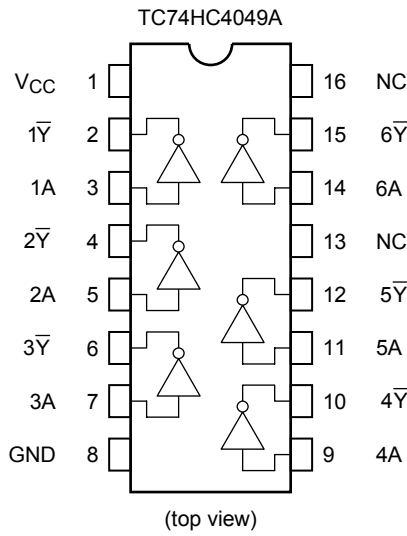 TC74HC4049A
V_CC 1 16 NC
1Y̅ 2 15 6Y̅
1A 3 14 6A
2Y̅ 4 13 NC
2A 5 12 5Y̅
3Y̅ 6 11 5A
3A 7 10 4Y̅
GND 8 9 4A
(top view)